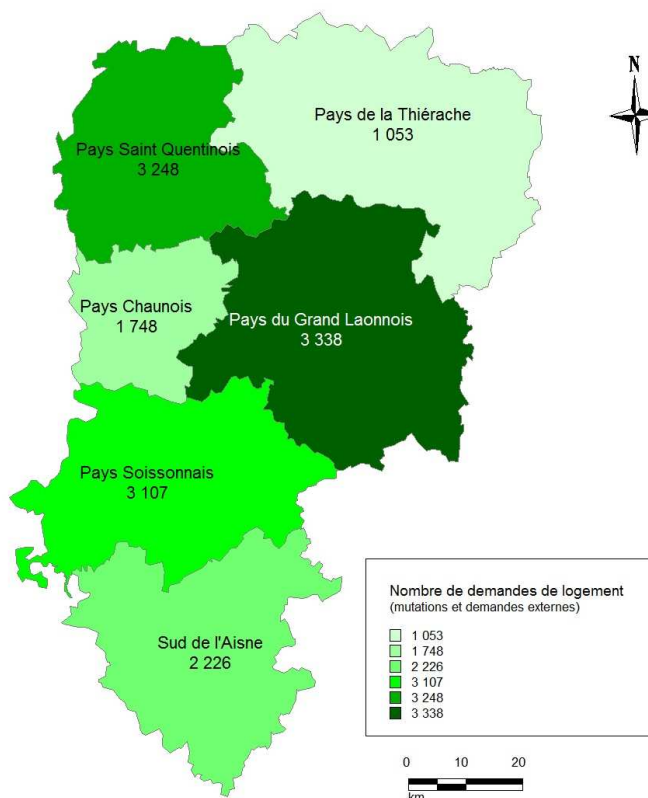 N
Pays de la Thiérache
1 053
Pays Saint Quentinois
3 248
Pays Chaunois
1 748
Pays du Grand Laonnois
3 338
Pays Soissonnais
3 107
Sud de l'Aisne
2 226
Nombre de demandes de logement
(mutations et demandes externes)
1 053
1 748
2 226
3 107
3 248
3 338
0 10 20
km